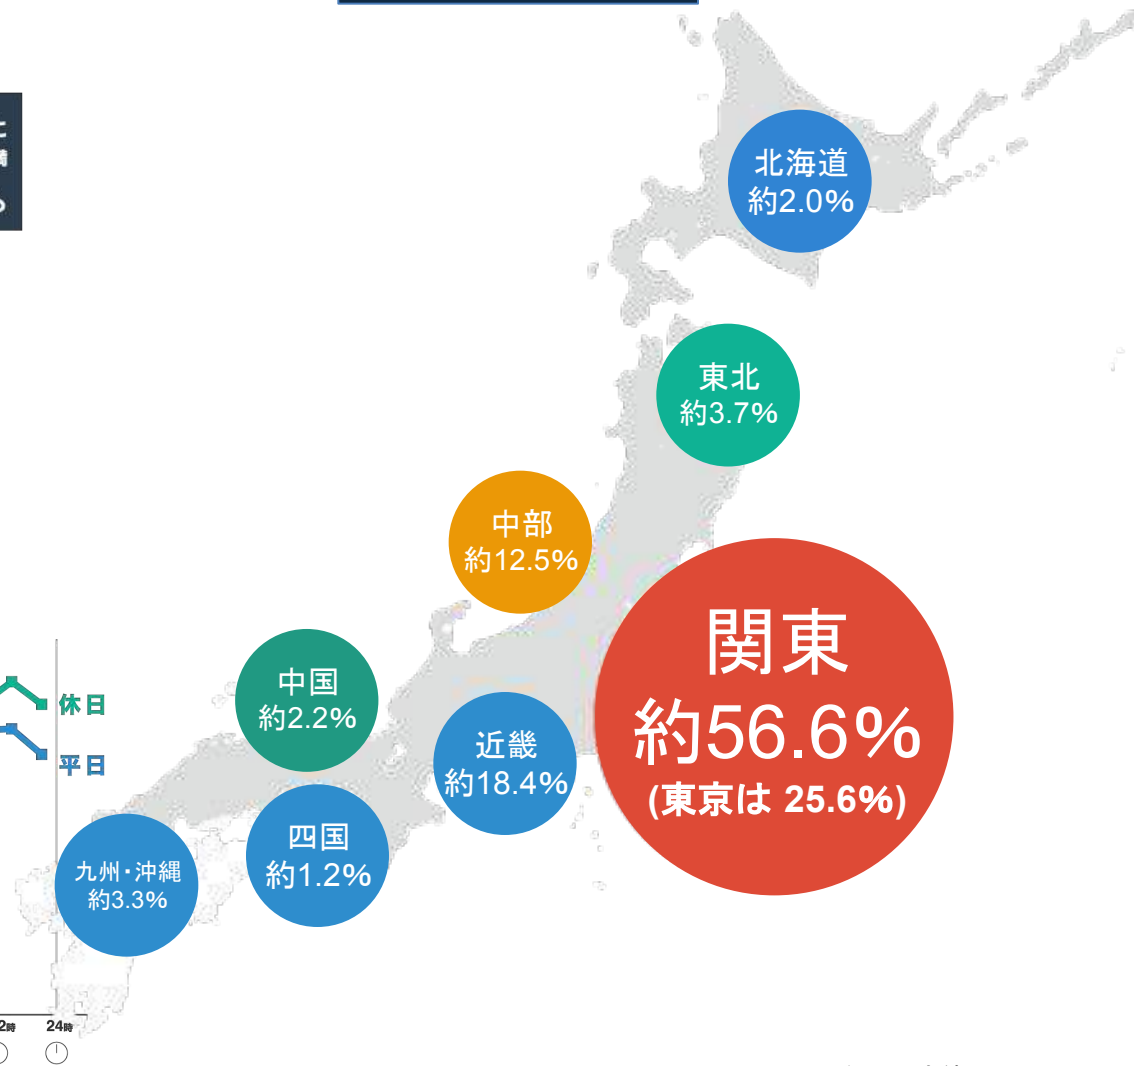 北海道
約2.0%
東北
約3.7%
中部
約12.5%
関東
約56.6%
(東京は 25.6%)
中国
約2.2%
近畿
約18.4%
四国
約1.2%
九州・沖縄
約3.3%
休日
平日
2時 24時